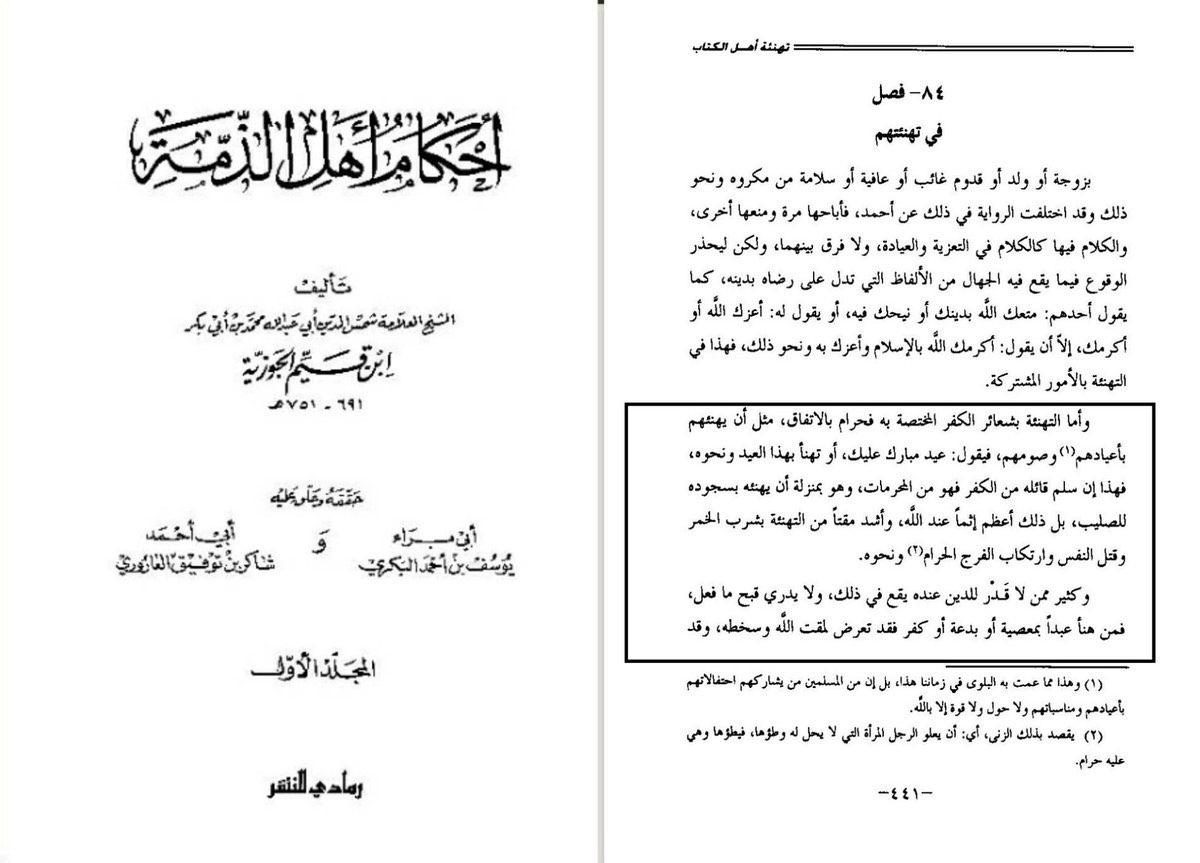 أحكام أهل الذمة
تأليف
الشيخ العلامة شمس الدين أبي عبد الله محمد بن أبي بكر
ابن قيم الجوزية
٦٩١ - ٧٥١ هـ
حققه وعلق عليه
أبي براء
يوسف بن أحمد البكري
و
أبي أحمد
شاكر بن توفيق العاروري
المجلد الأول
رمادي للنشر
تهنئة أهل الكتاب
٨٤- فصل
في تهنئتهم
بزوجة أو ولد أو قدوم غائب أو عافية أو سلامة من مكروه ونحو
ذلك وقد اختلفت الرواية في ذلك عن أحمد، فأباحها مرة ومنعها أخرى،
والكلام فيها كالكلام في التعزية والعيادة، ولا فرق بينهما، ولكن ليحذر
الوقوع فيما يقع فيه الجهال من الألفاظ التي تدل على رضاه بدينه، كما
يقول أحدهم: متعك اللَّه بدينك أو نيحك فيه، أو يقول له: أعزك اللَّه أو
أكرمك، إلاّ أن يقول: أكرمك اللَّه بالإسلام وأعزك به ونحو ذلك، فهذا في
التهنئة بالأمور المشتركة.
وأما التهنئة بشعائر الكفر المختصة به فحرام بالاتفاق، مثل أن يهنئهم
بأعيادهم(١) وصومهم، فيقول: عيد مبارك عليك، أو تهنأ بهذا العيد ونحوه،
فهذا إن سلم قائله من الكفر فهو من المحرمات، وهو بمنزلة أن يهنئه بسجوده
للصليب، بل ذلك أعظم إثماً عند اللَّه، وأشد مقتاً من التهنئة بشرب الخمر
وقتل النفس وارتكاب الفرج الحرام(٢) ونحوه.
وكثير ممن لا قَدْر للدين عنده يقع في ذلك، ولا يدري قبح ما فعل،
فمن هنأ عبداً بمعصية أو بدعة أو كفر فقد تعرض لمقت اللَّه وسخطه، وقد
(١) وهذا مما عمت به البلوى في زماننا هذا، بل إن من المسلمين من يشاركهم احتفالاتهم
بأعيادهم ومناسباتهم ولا حول ولا قوة إلا باللَّه.
(٢) يقصد بذلك الزنى، أي: أن يعلو الرجل المرأة التي لا يحل له وطؤها، فيطؤها وهي
عليه حرام.
-٤٤١-